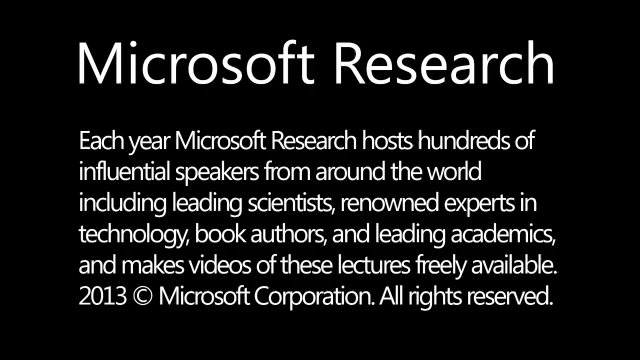 Microsoft Research
Each year Microsoft Research hosts hundreds of
influential speakers from around the world
including leading scientists, renowned experts in
technology, book authors, and leading academics,
and makes videos of these lectures freely available.
2013 © Microsoft Corporation. All rights reserved.